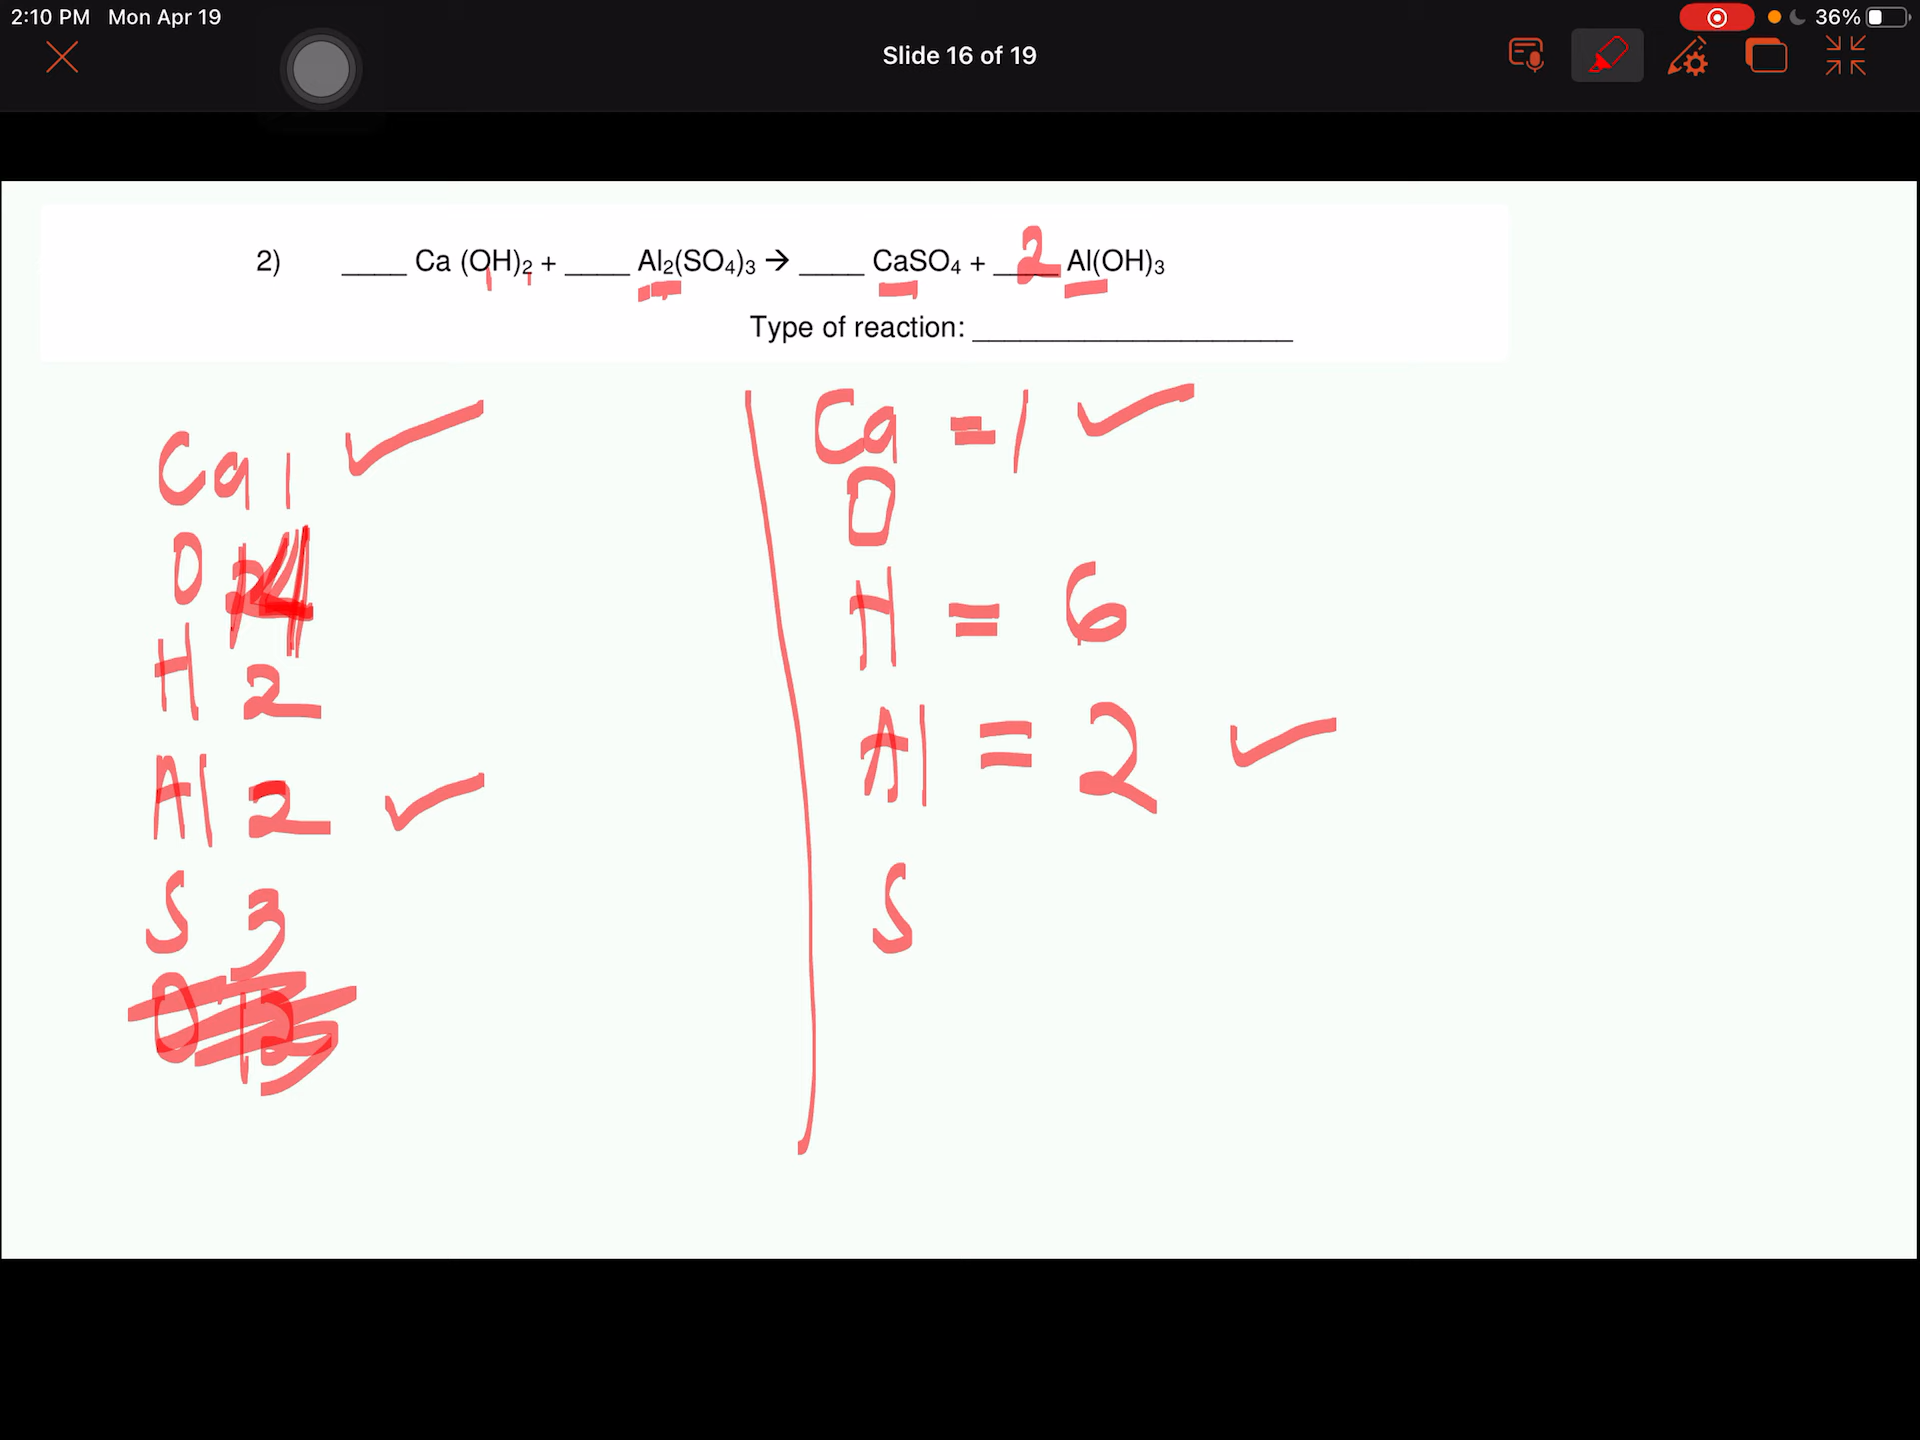 2:10 PM Mon Apr 19
36%
Slide 16 of 19
2) ____ Ca (OH)₂ + ____ Al₂(SO₄)₃ → ____ CaSO₄ + 2 Al(OH)₃
Type of reaction: ____________________
Ca 1 ✓
O 14
H 2
Al 2 ✓
S 3
O 12
Ca = 1 ✓
O
H = 6
Al = 2 ✓
S